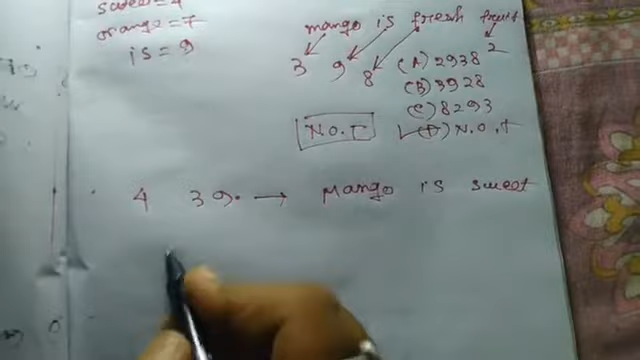 sweet = 4
orange = 7
is = 9
mango is fresh fruit
3 9 8 2
(A) 2938
(B) 3928
(C) 8293
(D) N.O.T
N.O.T
4 39. → Mango is sweet